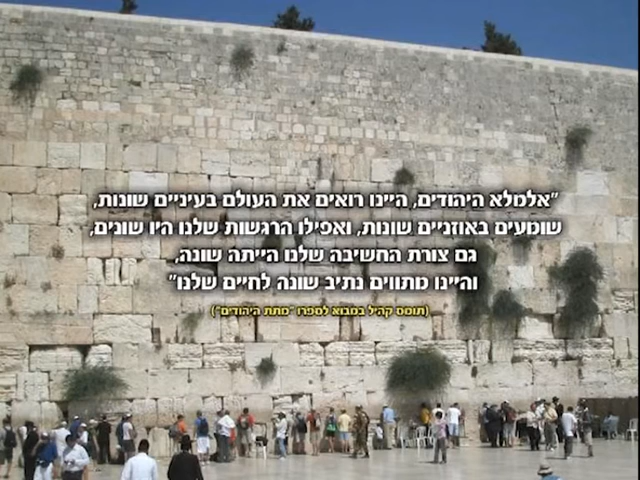 "אלמלא היהודים, היינו רואים את העולם בעיניים שונות,
שומעים באוזניים שונות, ואפילו הרגשות שלנו היו שונים,
גם צורת החשיבה שלנו הייתה שונה,
והיינו מתווים נתיב שונה לחיים שלנו"
(תומס קהיל במבוא לספרו "מתת היהודים")